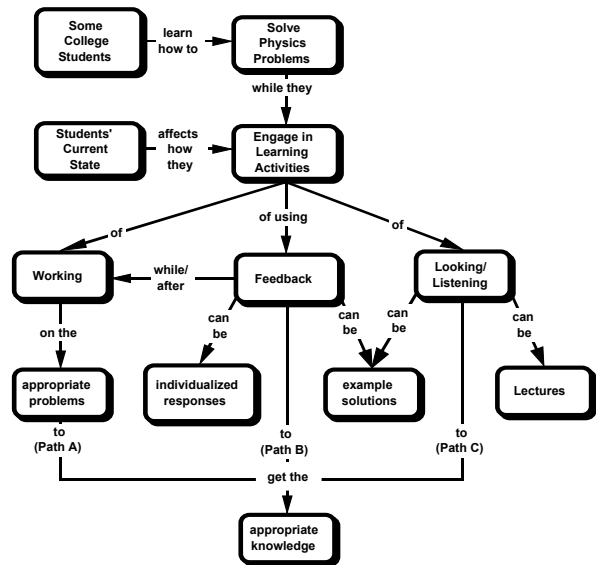 Some
College
Students
learn
how to
Solve
Physics
Problems
while they
Students'
Current
State
affects
how
they
Engage in
Learning
Activities
of
of using
of
Working
while/
after
Feedback
Looking/
Listening
on the
can
be
can
be
can
be
can
be
appropriate
problems
individualized
responses
example
solutions
Lectures
to
(Path A)
to
(Path B)
to
(Path C)
get the
appropriate
knowledge